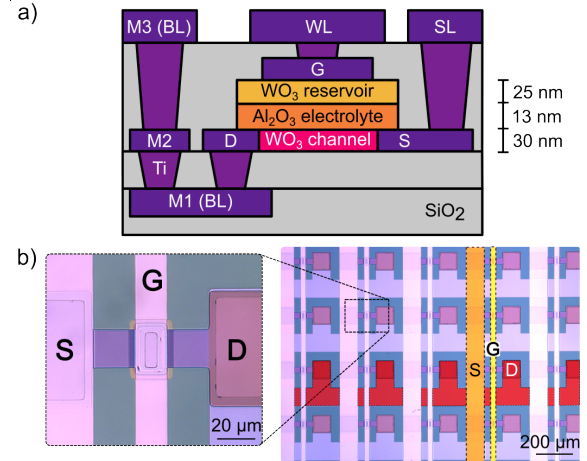 a)
M3 (BL) WL SL
G
WO₃ reservoir
25 nm
Al₂O₃ electrolyte
13 nm
M2 D WO₃ channel S
30 nm
Ti
M1 (BL)
SiO₂
b)
G
S D
20 µm
G
S D
200 µm